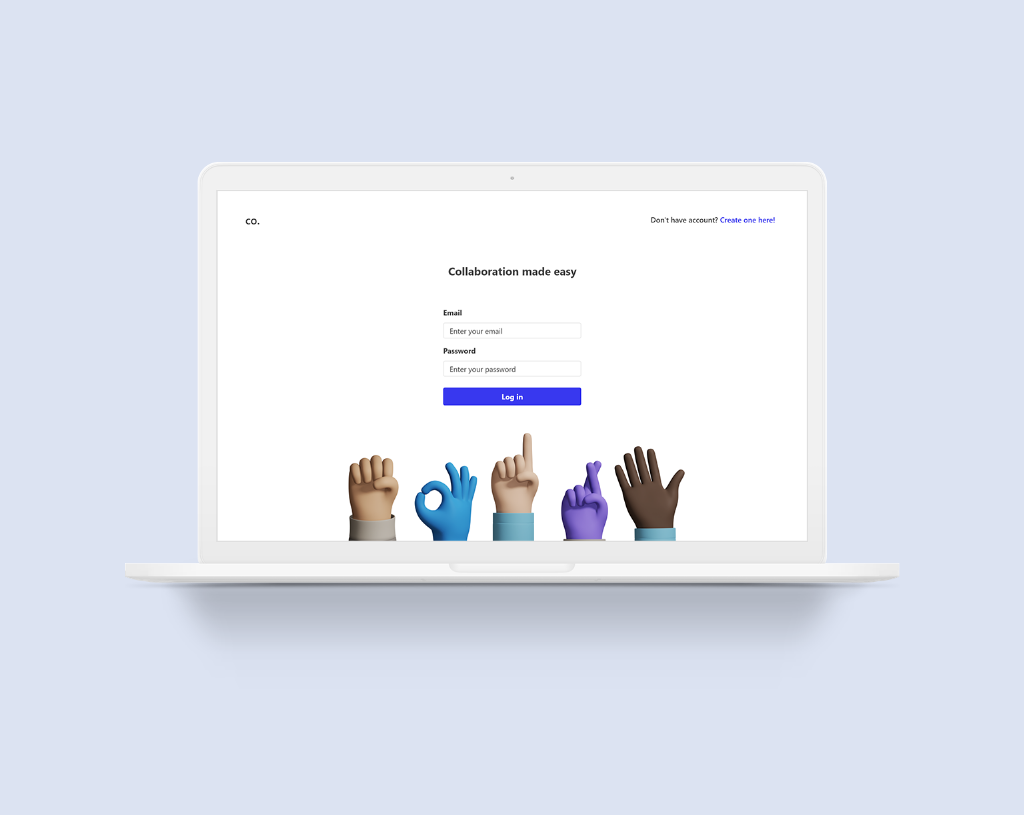 CO.
Don't have account? Create one here!
Collaboration made easy
Email
Enter your email
Password
Enter your password
Log in